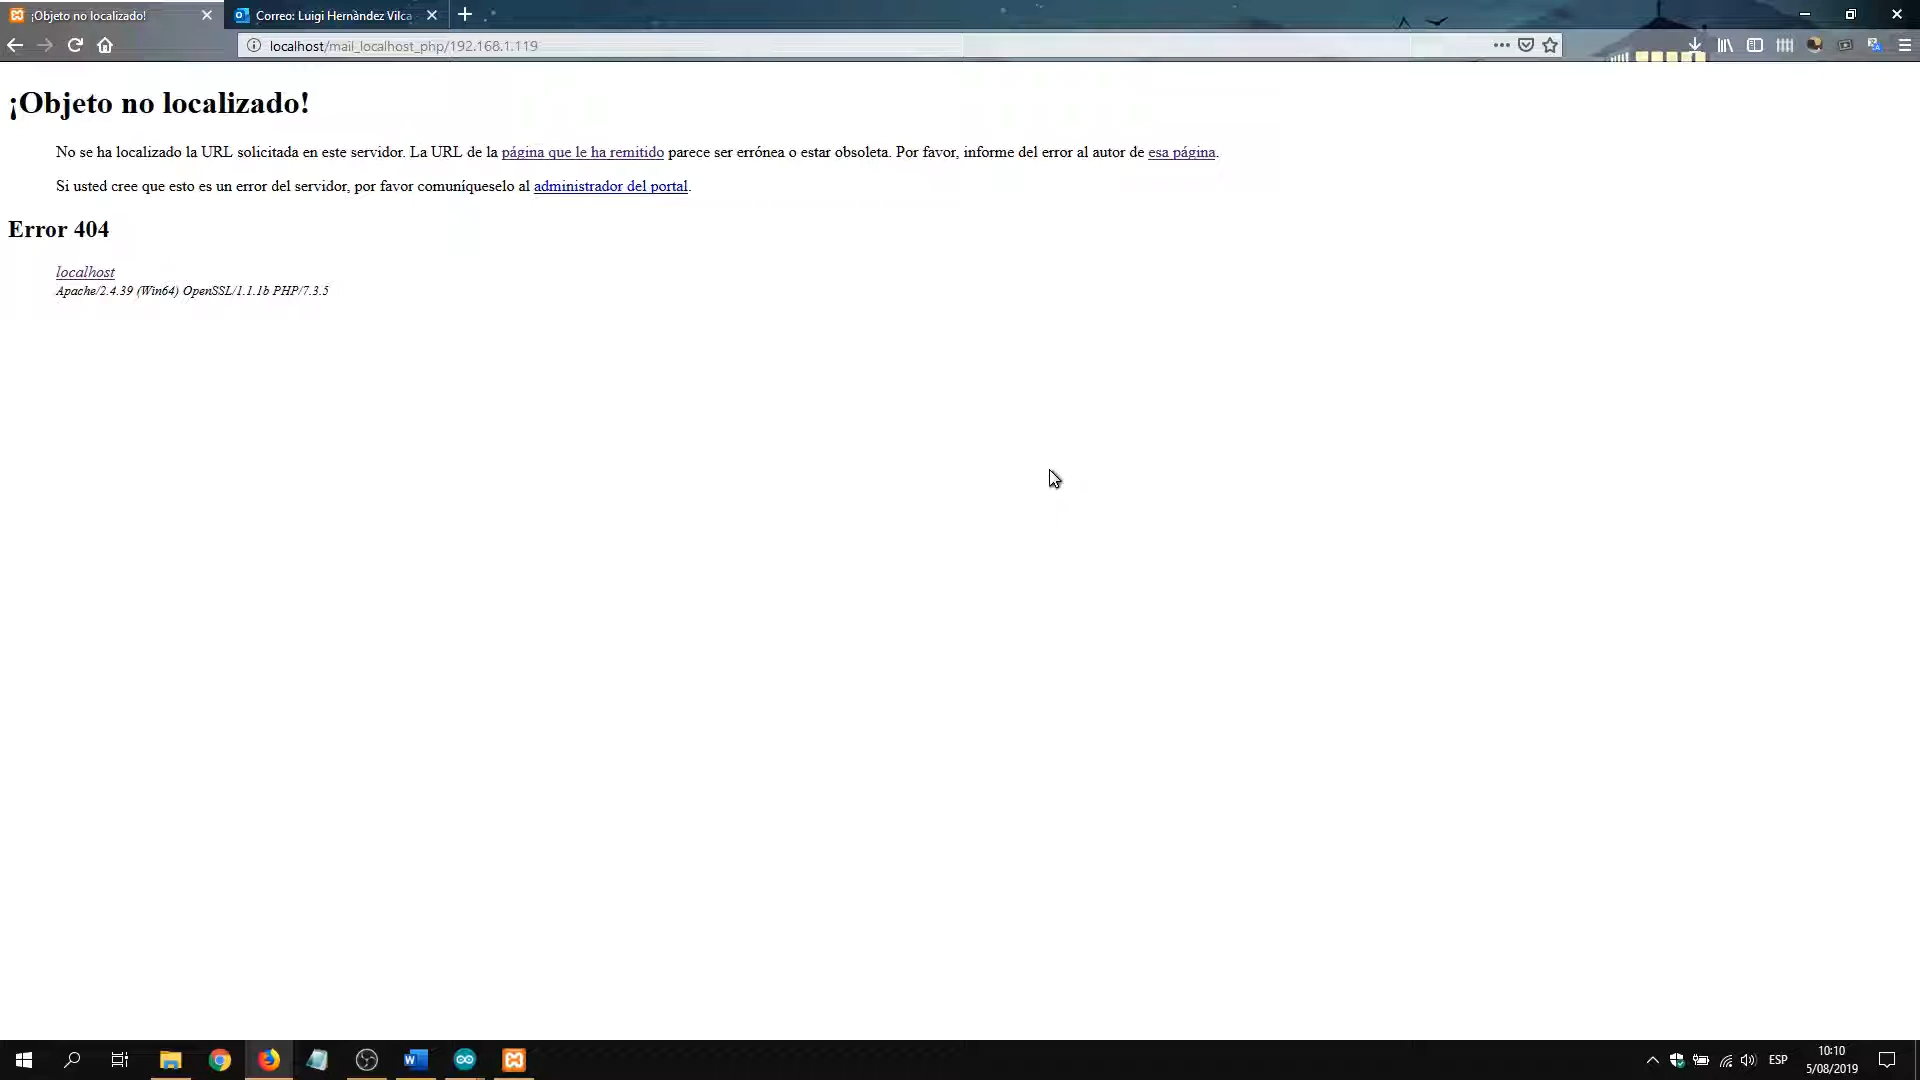 ¡Objeto no localizado!
Correo: Luigi Hernández Vilca
localhost/mail_localhost_php/192.168.1.119
¡Objeto no localizado!
No se ha localizado la URL solicitada en este servidor. La URL de la página que le ha remitido parece ser errónea o estar obsoleta. Por favor, informe del error al autor de esa página.
Si usted cree que esto es un error del servidor, por favor comuníqueselo al administrador del portal.
Error 404
localhost
Apache/2.4.39 (Win64) OpenSSL/1.1.1b PHP/7.3.5
ESP
10:10
5/08/2019